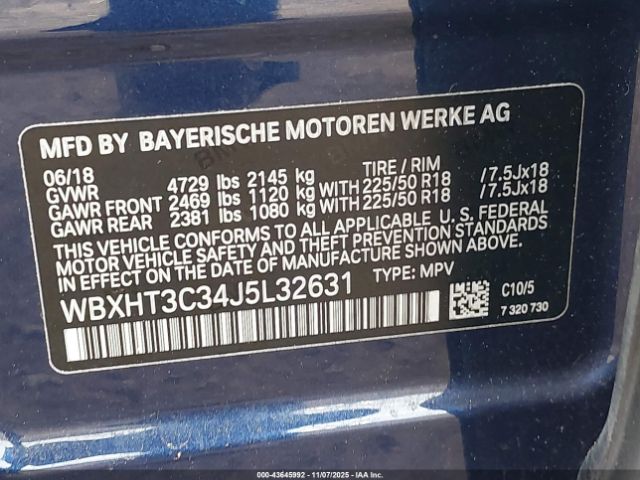 MFD BY BAYERISCHE MOTOREN WERKE AG
06/18 TIRE / RIM
GVWR 4729 lbs 2145 kg
GAWR FRONT 2469 lbs 1120 kg WITH 225/50 R18 /7.5Jx18
GAWR REAR 2381 lbs 1080 kg WITH 225/50 R18 /7.5Jx18
THIS VEHICLE CONFORMS TO ALL APPLICABLE U.S. FEDERAL
MOTOR VEHICLE SAFETY AND THEFT PREVENTION STANDARDS
IN EFFECT ON THE DATE OF MANUFACTURE SHOWN ABOVE.
WBXHT3C34J5L32631 TYPE: MPV
C10/5
7 320 730
000-43645992 11/07/2025 - IAA Inc.